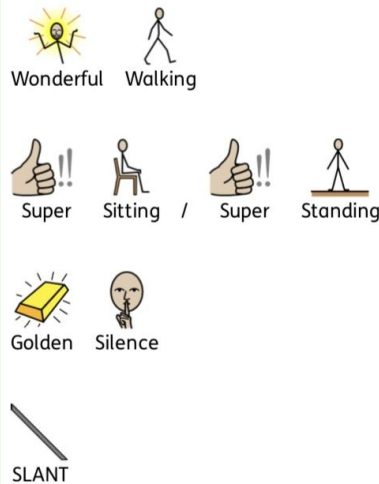 Wonderful Walking
Super Sitting / Super Standing
Golden Silence
SLANT